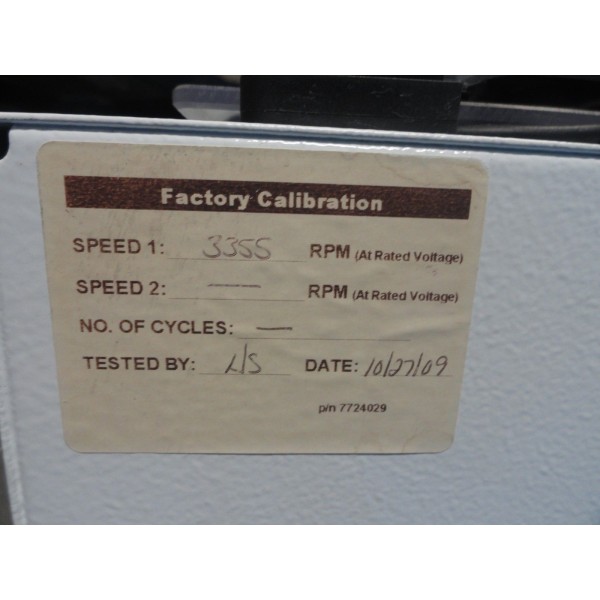 Factory Calibration
SPEED 1: 3355 RPM (At Rated Voltage)
SPEED 2: — RPM (At Rated Voltage)
NO. OF CYCLES: —
TESTED BY: L/S DATE: 10/27/09
p/n 7724029